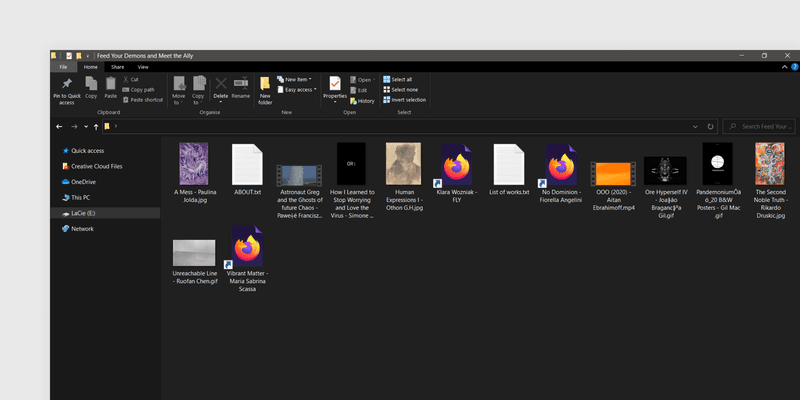 Feed Your Demons and Meet the Ally
File Home Share View
Pin to Quick
access
Copy
Paste
Cut
Copy path
Paste shortcut
Clipboard
Move
to
Copy
to
Delete
Rename
Organise
New
folder
New item
Easy access
New
Properties
Open
Edit
History
Open
Select all
Select none
Invert selection
Select
Search Feed Your ...
Quick access
Creative Cloud Files
OneDrive
This PC
LaCie (E:)
Network
A Mess - Paulina
Jolda.jpg
ABOUT.txt
Astronaut Greg
and the Ghosts of
future Chaos -
OR :
How I Learned to
Stop Worrying
and Love the
Virus - Simone ...
Human
Expressions I -
Othon G.H.jpg
Klara Wozniak -
FLY
List of works.txt
No Dominion -
Fiorella Angelini
OOO (2020) -
Aitan
Ebrahimoff.mp4
Ore Hyperself IV
Gil.gif
ó_20 B&W
Posters - Gil Mac
.gif
The Second
Noble Truth -
Rikardo
Druskic.jpg
Unreachable Line
- Ruofan Chen.gif
Vibrant Matter -
Maria Sabrina
Scassa